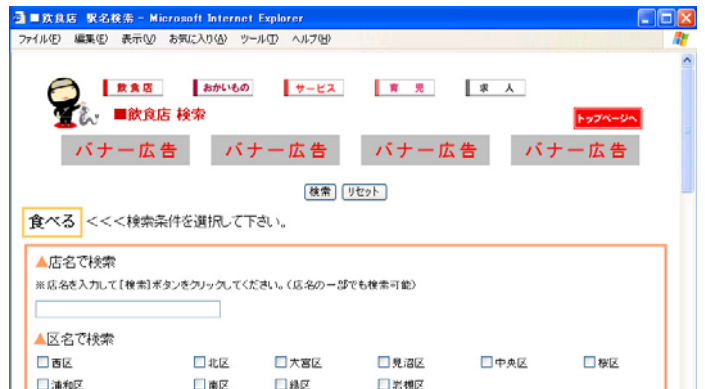 ■飲食店 駅名検索 - Microsoft Internet Explorer
ファイル(F) 編集(E) 表示(V) お気に入り(A) ツール(T) ヘルプ(H)
飲食店 おかいもの サービス 育児 求人
■飲食店 検索
トップページへ
バナー広告 バナー広告 バナー広告 バナー広告
検索 リセット
食べる <<<検索条件を選択して下さい。
▲店名で検索
※店名を入力して[検索]ボタンをクリックしてください。(店名の一部でも検索可能)
▲区名で検索
西区 北区 大宮区 見沼区 中央区 桜区
浦和区 南区 緑区 岩槻区